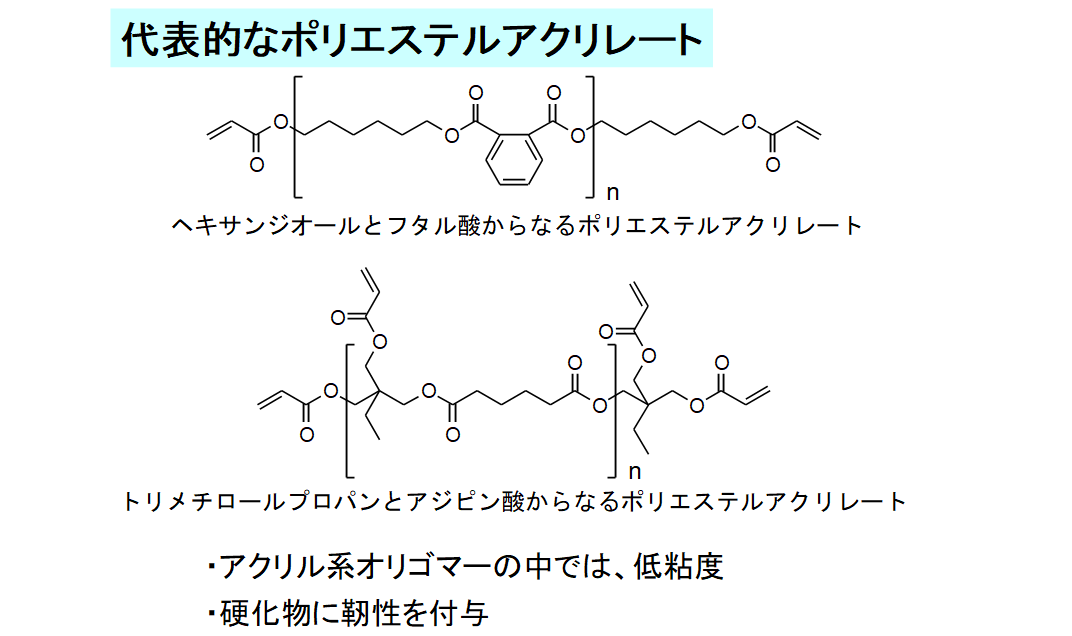 代表的なポリエステルアクリレート
O O
O O O O
O O
n
ヘキサンジオールとフタル酸からなるポリエステルアクリレート
O O
O O
O O O O
O O O
O
n
トリメチロールプロパンとアジピン酸からなるポリエステルアクリレート
・アクリル系オリゴマーの中では、低粘度
・硬化物に靭性を付与